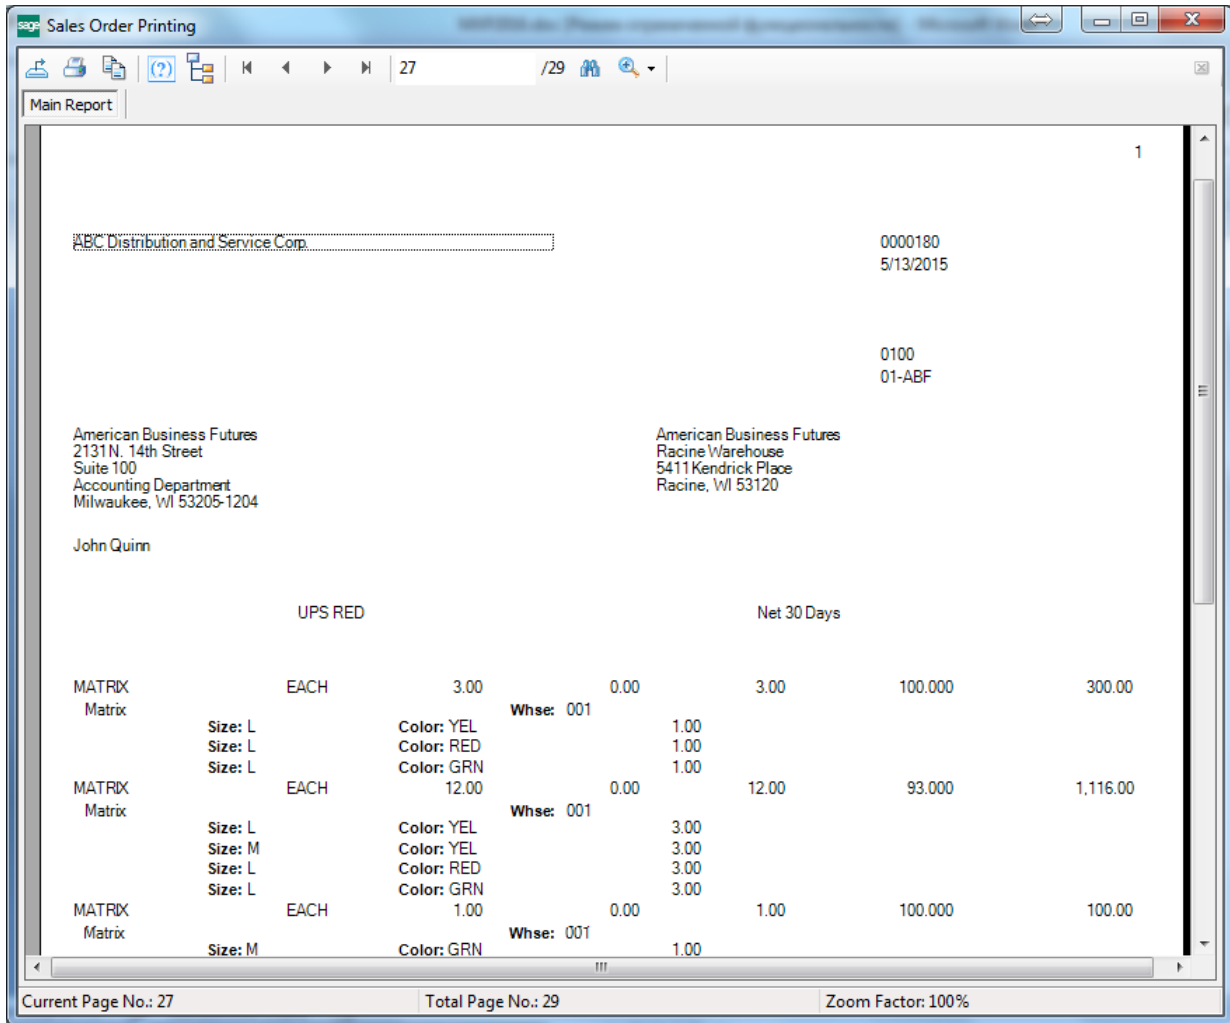 sage Sales Order Printing
27 /29
Main Report
1
ABC Distribution and Service Corp. 0000180
5/13/2015
0100
01-ABF
American Business Futures American Business Futures
2131 N. 14th Street Racine Warehouse
Suite 100 5411 Kendrick Place
Accounting Department Racine, WI 53120
Milwaukee, WI 53205-1204
John Quinn
UPS RED Net 30 Days
MATRIX EACH 3.00 0.00 3.00 100.000 300.00
Matrix Whse: 001
Size: L Color: YEL 1.00
Size: L Color: RED 1.00
Size: L Color: GRN 1.00
MATRIX EACH 12.00 0.00 12.00 93.000 1,116.00
Matrix Whse: 001
Size: L Color: YEL 3.00
Size: M Color: YEL 3.00
Size: L Color: RED 3.00
Size: L Color: GRN 3.00
MATRIX EACH 1.00 0.00 1.00 100.000 100.00
Matrix Whse: 001
Size: M Color: GRN 1.00
Current Page No.: 27 Total Page No.: 29 Zoom Factor: 100%